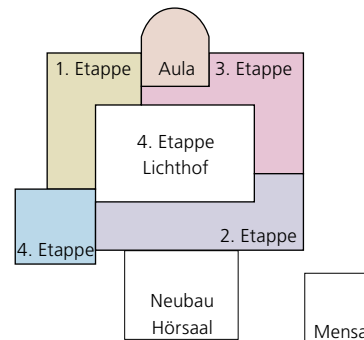 1. Etappe
Aula
3. Etappe
4. Etappe
Lichthof
2. Etappe
4. Etappe
Neubau
Hörsaal
Mensa